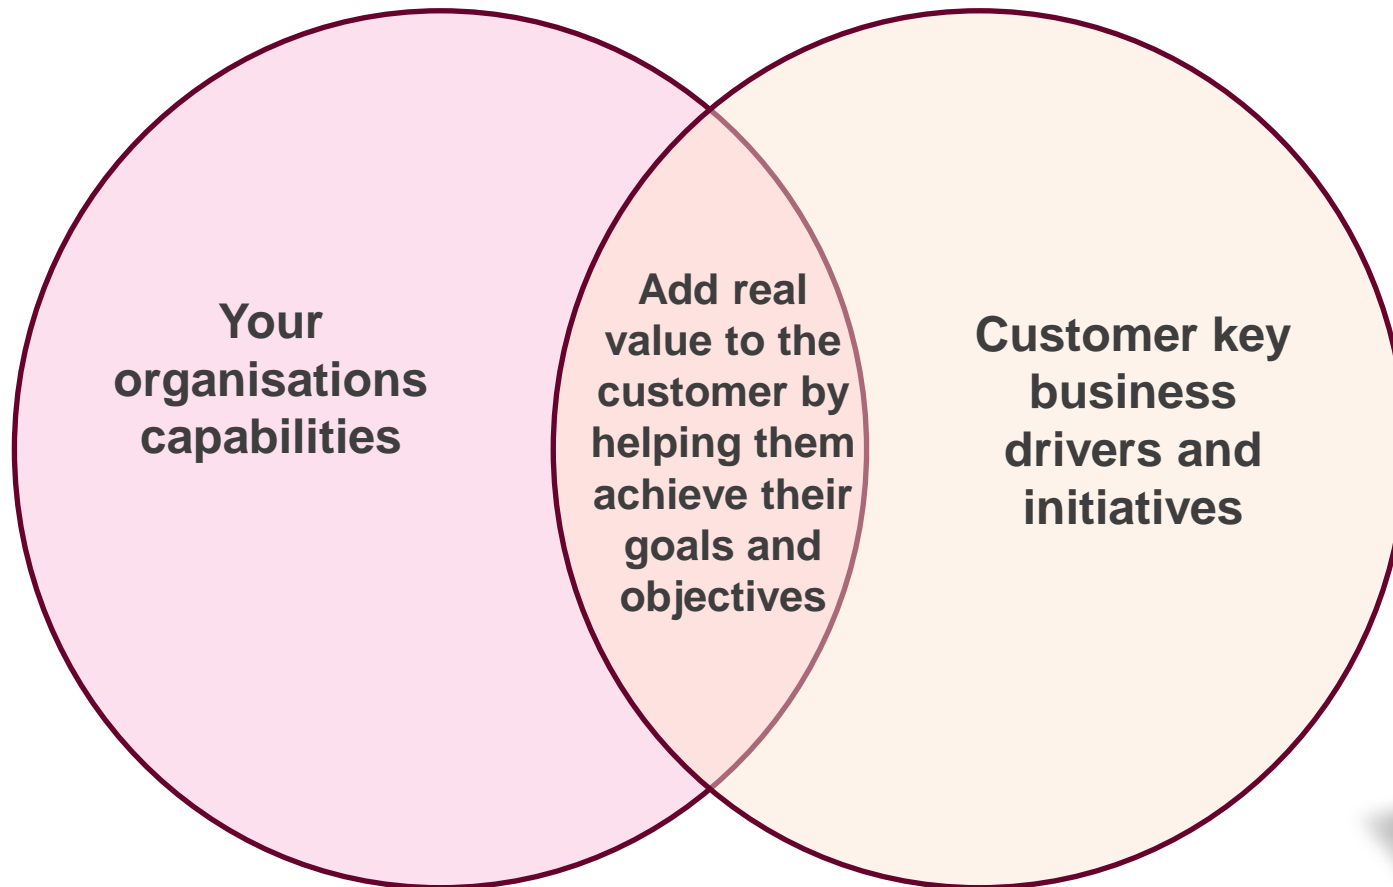 Your
organisations
capabilities
Add real
value to the
customer by
helping them
achieve their
goals and
objectives
Customer key
business
drivers and
initiatives